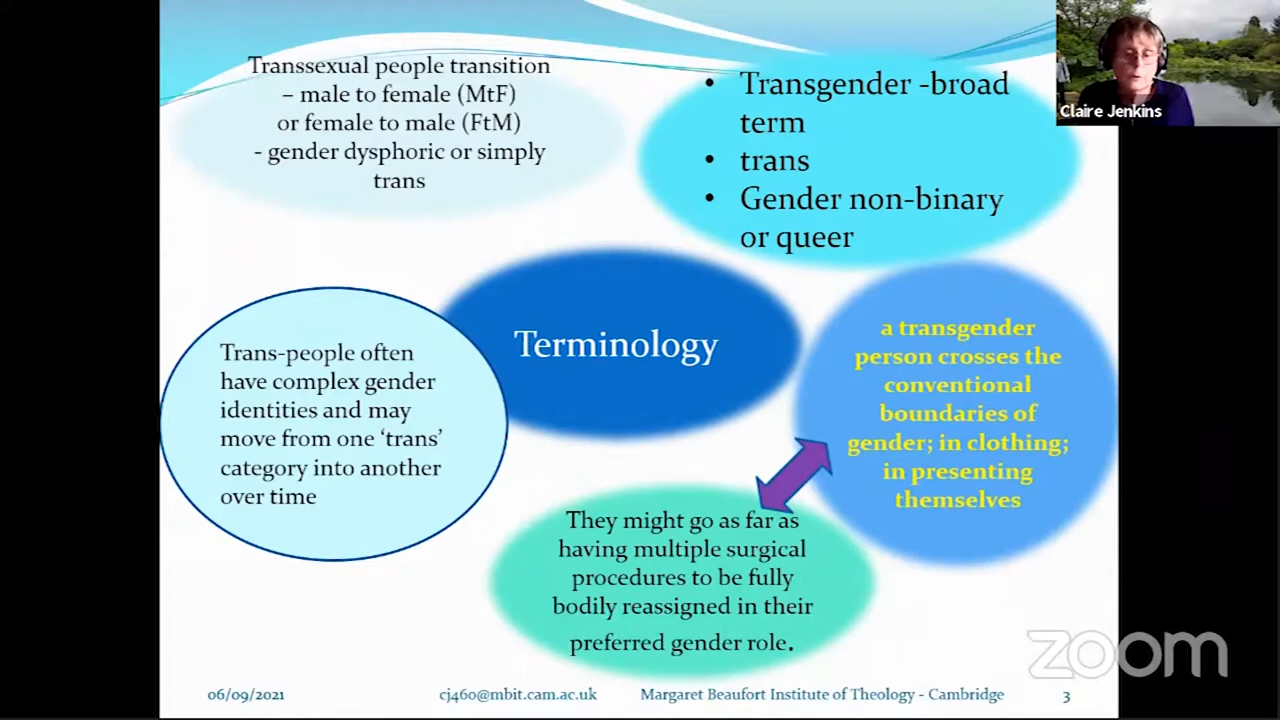 Transsexual people transition
– male to female (MtF)
or female to male (FtM)
- gender dysphoric or simply
trans
• Transgender -broad
term
• trans
• Gender non-binary
or queer
Claire Jenkins
Terminology
Trans-people often
have complex gender
identities and may
move from one ‘trans’
category into another
over time
a transgender
person crosses the
conventional
boundaries of
gender; in clothing;
in presenting
themselves
They might go as far as
having multiple surgical
procedures to be fully
bodily reassigned in their
preferred gender role.
zoom
06/09/2021
cj460@mbit.cam.ac.uk
Margaret Beaufort Institute of Theology - Cambridge
3